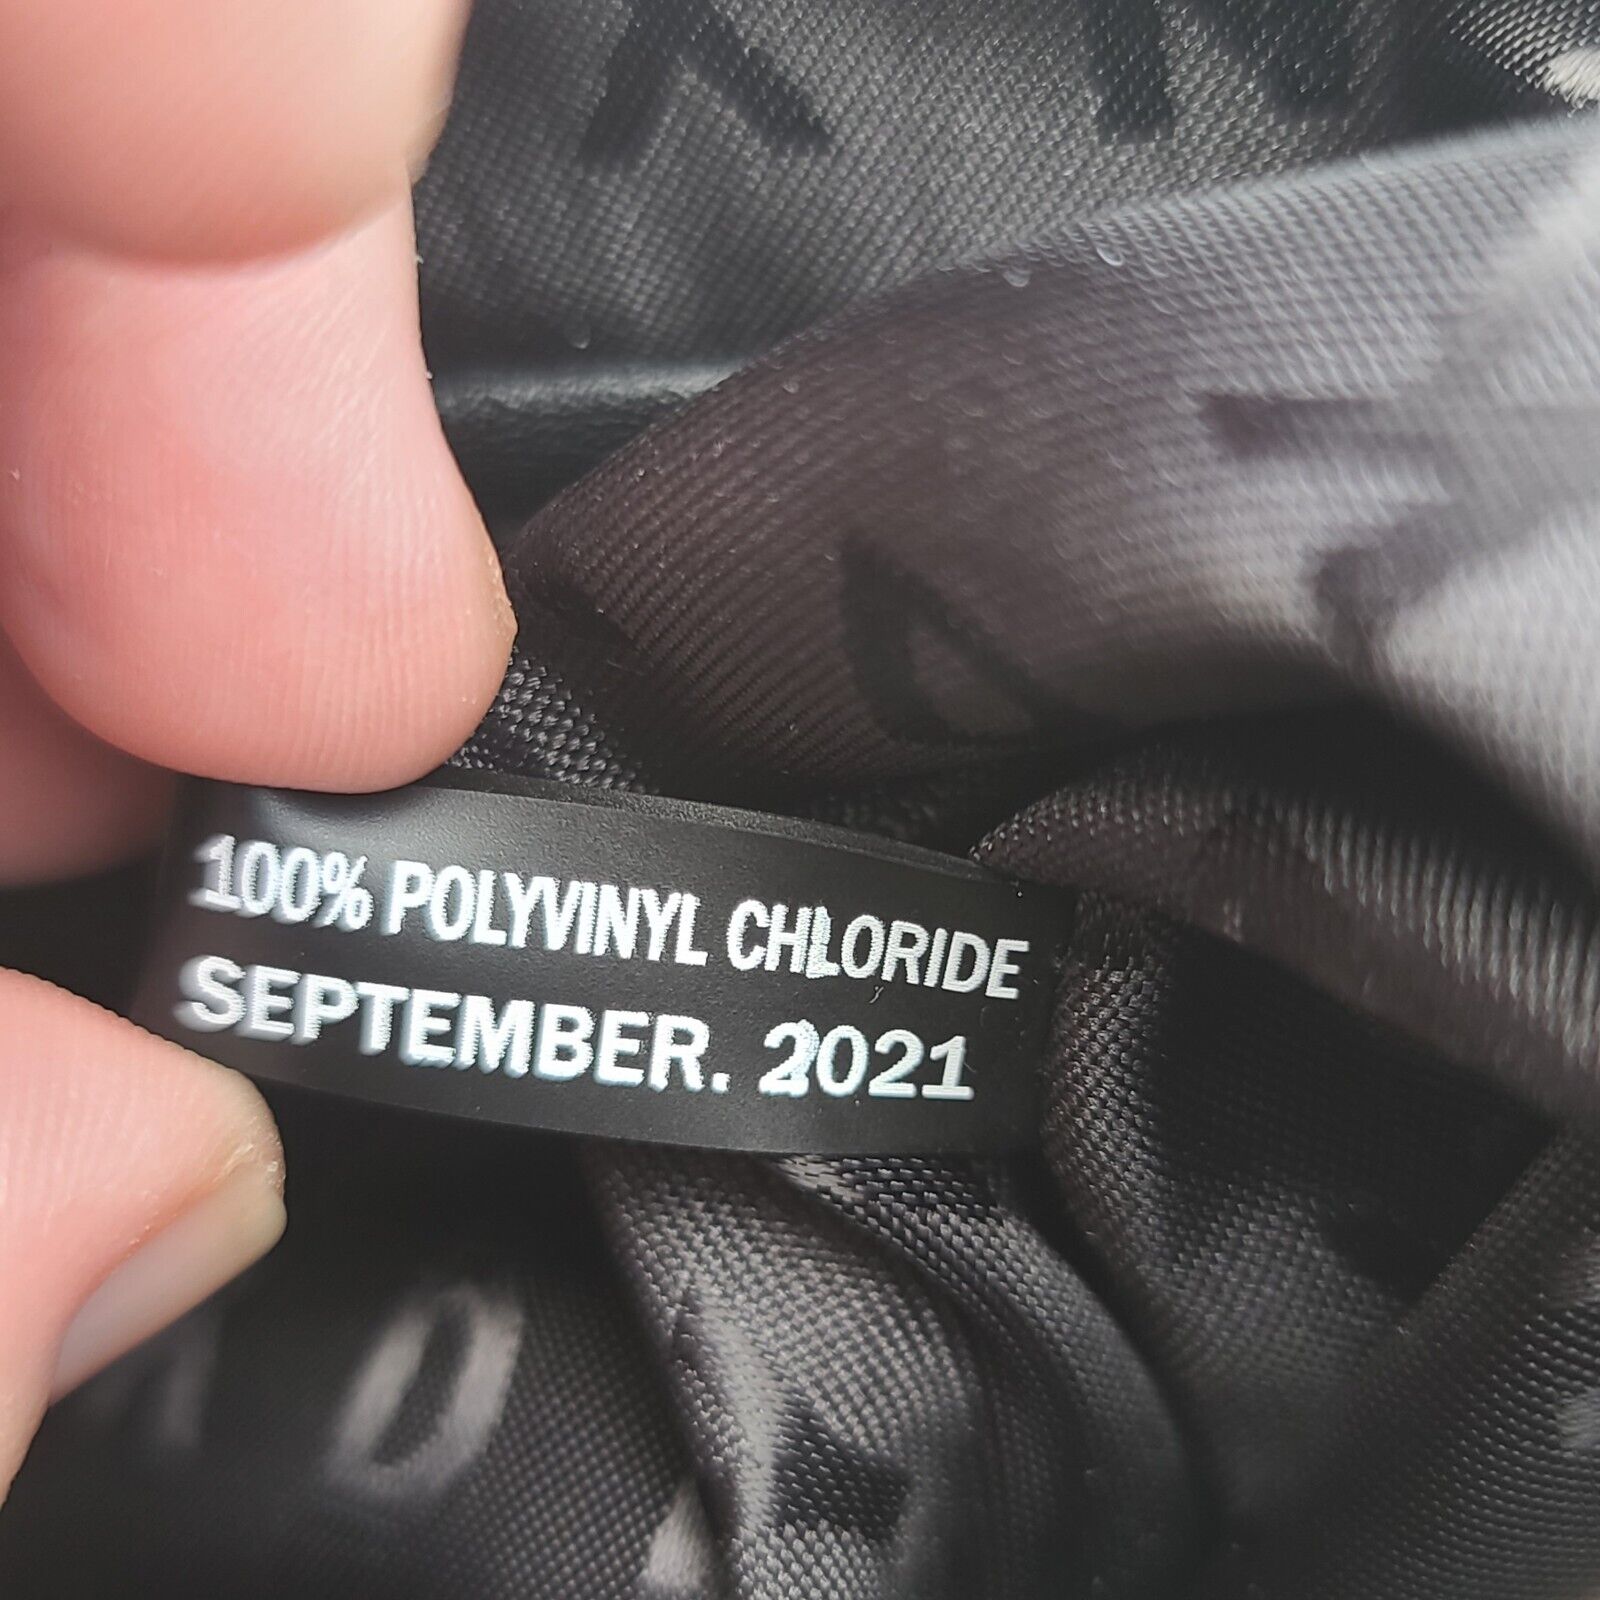 100% POLYVINYL CHLORIDE
SEPTEMBER. 2021